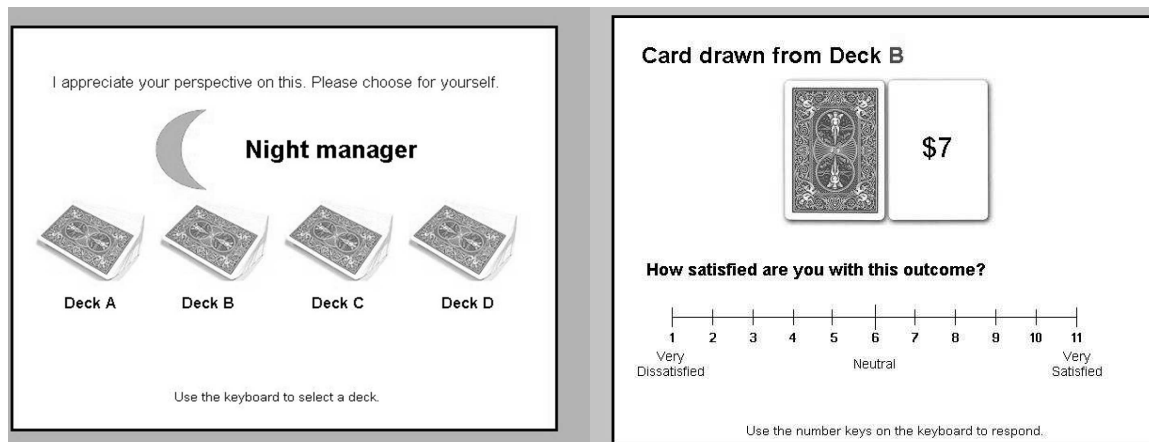 I appreciate your perspective on this. Please choose for yourself.
Night manager
Deck A Deck B Deck C Deck D
Use the keyboard to select a deck.
Card drawn from Deck B
$7
How satisfied are you with this outcome?
1 2 3 4 5 6 7 8 9 10 11
Very Dissatisfied
Neutral
Very Satisfied
Use the number keys on the keyboard to respond.